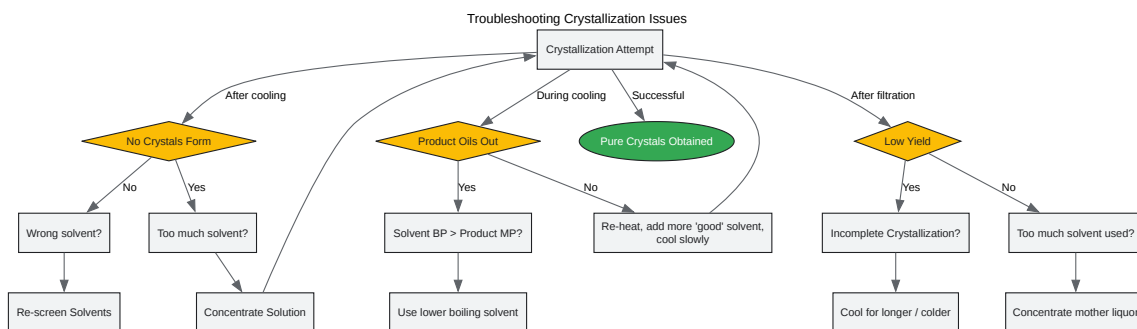 Troubleshooting Crystallization Issues
Crystallization Attempt
After cooling
During cooling
Successful
After filtration
No Crystals Form
Product Oils Out
Pure Crystals Obtained
Low Yield
No
Yes
Yes
No
Yes
No
Wrong solvent?
Too much solvent?
Solvent BP > Product MP?
Re-heat, add more 'good' solvent,
cool slowly
Incomplete Crystallization?
Too much solvent used?
Re-screen Solvents
Concentrate Solution
Use lower boiling solvent
Cool for longer / colder
Concentrate mother liquor